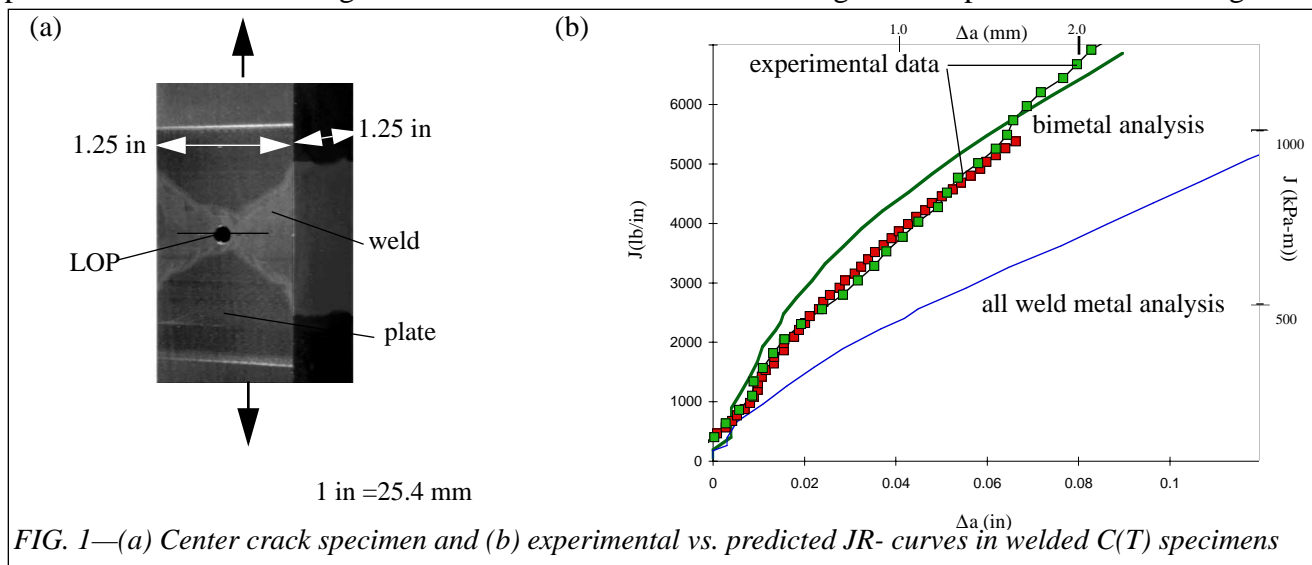 (a)
1.25 in
1.25 in
LOP
weld
plate
1 in =25.4 mm
(b)
1.0
Δa (mm)
2.0
experimental data
bimetal analysis
all weld metal analysis
J(lb/in)
6000
5000
4000
3000
2000
1000
0
0
0.02
0.04
0.06
0.08
0.1
Δa (in)
1000
500
J (kPa-m))
FIG. 1—(a) Center crack specimen and (b) experimental vs. predicted JR- curves in welded C(T) specimens